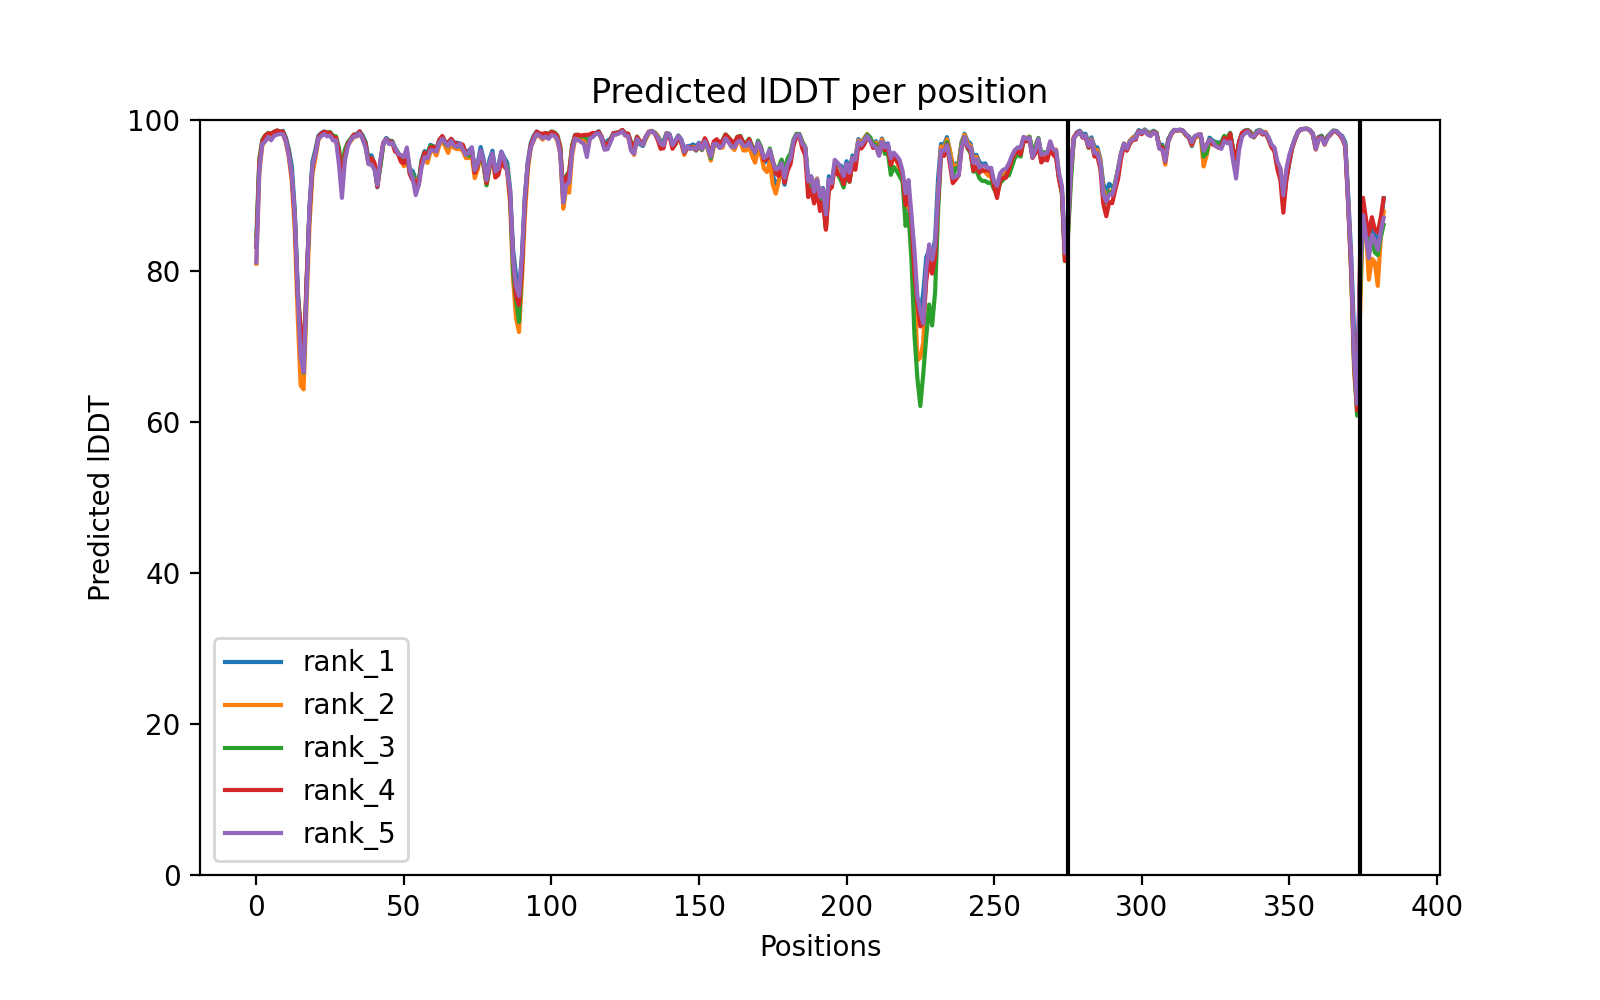 Predicted lDDT per position
100
80
60
40
20
0
Predicted lDDT
rank_1
rank_2
rank_3
rank_4
rank_5
0 50 100 150 200 250 300 350 400
Positions